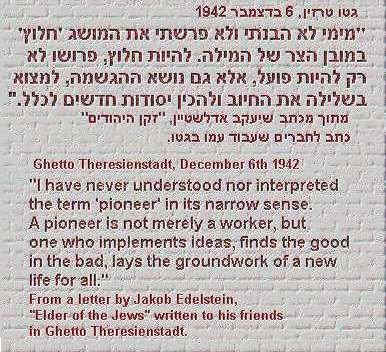 גטו טרזין, 6 בדצמבר 1942
"מימי לא הבנתי ולא פרשתי את המושג 'חלוץ'
במובן הצר של המילה. להיות חלוץ, פרושו לא
רק להיות פועל, אלא גם נושא ההגשמה, למצוא
בשלילה את החיוב ולהכין יסודות חדשים לכלל."
מתוך מכתב שיעקב אדלשטיין, "זקן היהודים"
כתב לחברים שעבוד עמו בגטו.
Ghetto Theresienstadt, December 6th 1942
"I have never understood nor interpreted
the term 'pioneer' in its narrow sense.
A pioneer is not merely a worker, but
one who implements ideas, finds the good
in the bad, lays the groundwork of a new
life for all."
From a letter by Jakob Edelstein,
"Elder of the Jews" written to his friends
in Ghetto Theresienstadt.